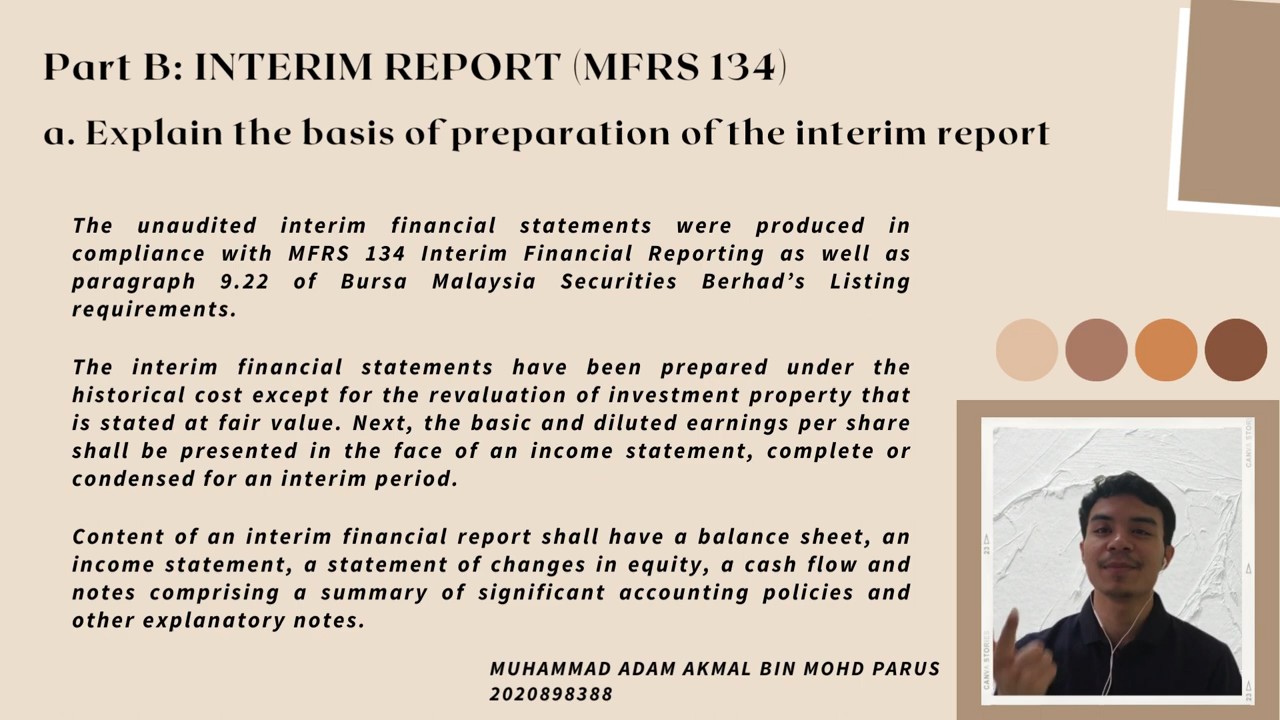 Part B: INTERIM REPORT (MFRS 134)
a. Explain the basis of preparation of the interim report
The unaudited interim financial statements were produced in
compliance with MFRS 134 Interim Financial Reporting as well as
paragraph 9.22 of Bursa Malaysia Securities Berhad’s Listing
requirements.
The interim financial statements have been prepared under the
historical cost except for the revaluation of investment property that
is stated at fair value. Next, the basic and diluted earnings per share
shall be presented in the face of an income statement, complete or
condensed for an interim period.
Content of an interim financial report shall have a balance sheet, an
income statement, a statement of changes in equity, a cash flow and
notes comprising a summary of significant accounting policies and
other explanatory notes.
MUHAMMAD ADAM AKMAL BIN MOHD PARUS
2020898388
CANVA STOR
23
CANVA STORIES
23